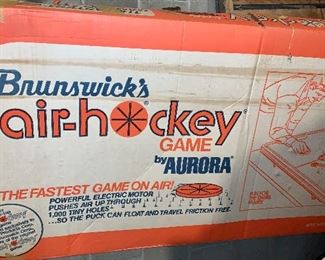 Brunswick's
air-hockey
GAME
by AURORA
THE FASTEST GAME ON AIR!
POWERFUL ELECTRIC MOTOR
PUSHES AIR UP THROUGH
1,000 TINY HOLES
...SO THE PUCK CAN FLOAT AND TRAVEL FRICTION FREE.